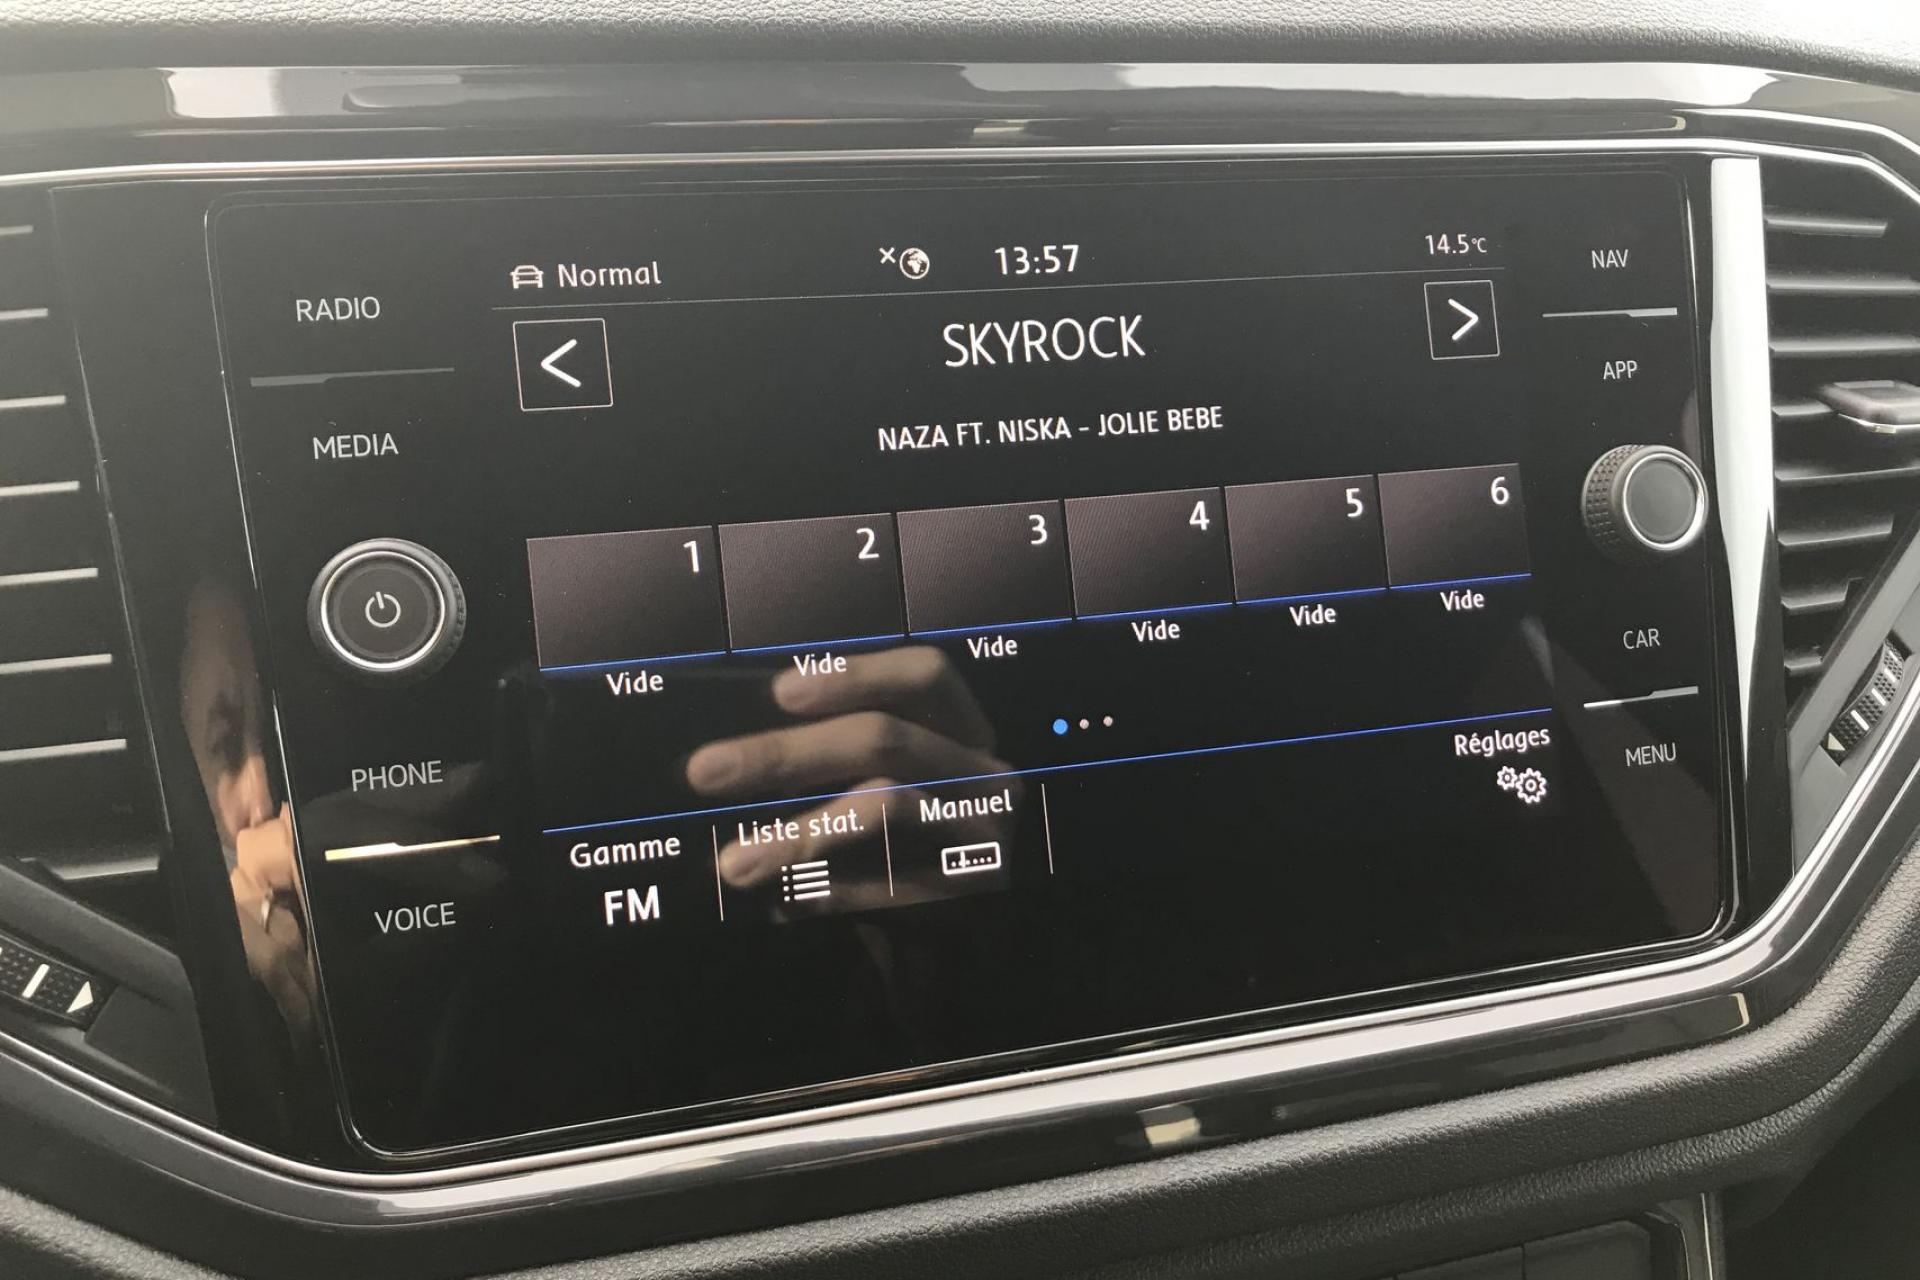 RADIO
MEDIA
PHONE
VOICE
Normal
13:57
14.5°C
SKYROCK
NAZA FT. NISKA - JOLIE BEBE
1 2 3 4 5 6
Vide Vide Vide Vide Vide Vide
Réglages
Gamme Liste stat. Manuel
FM
NAV
APP
CAR
MENU